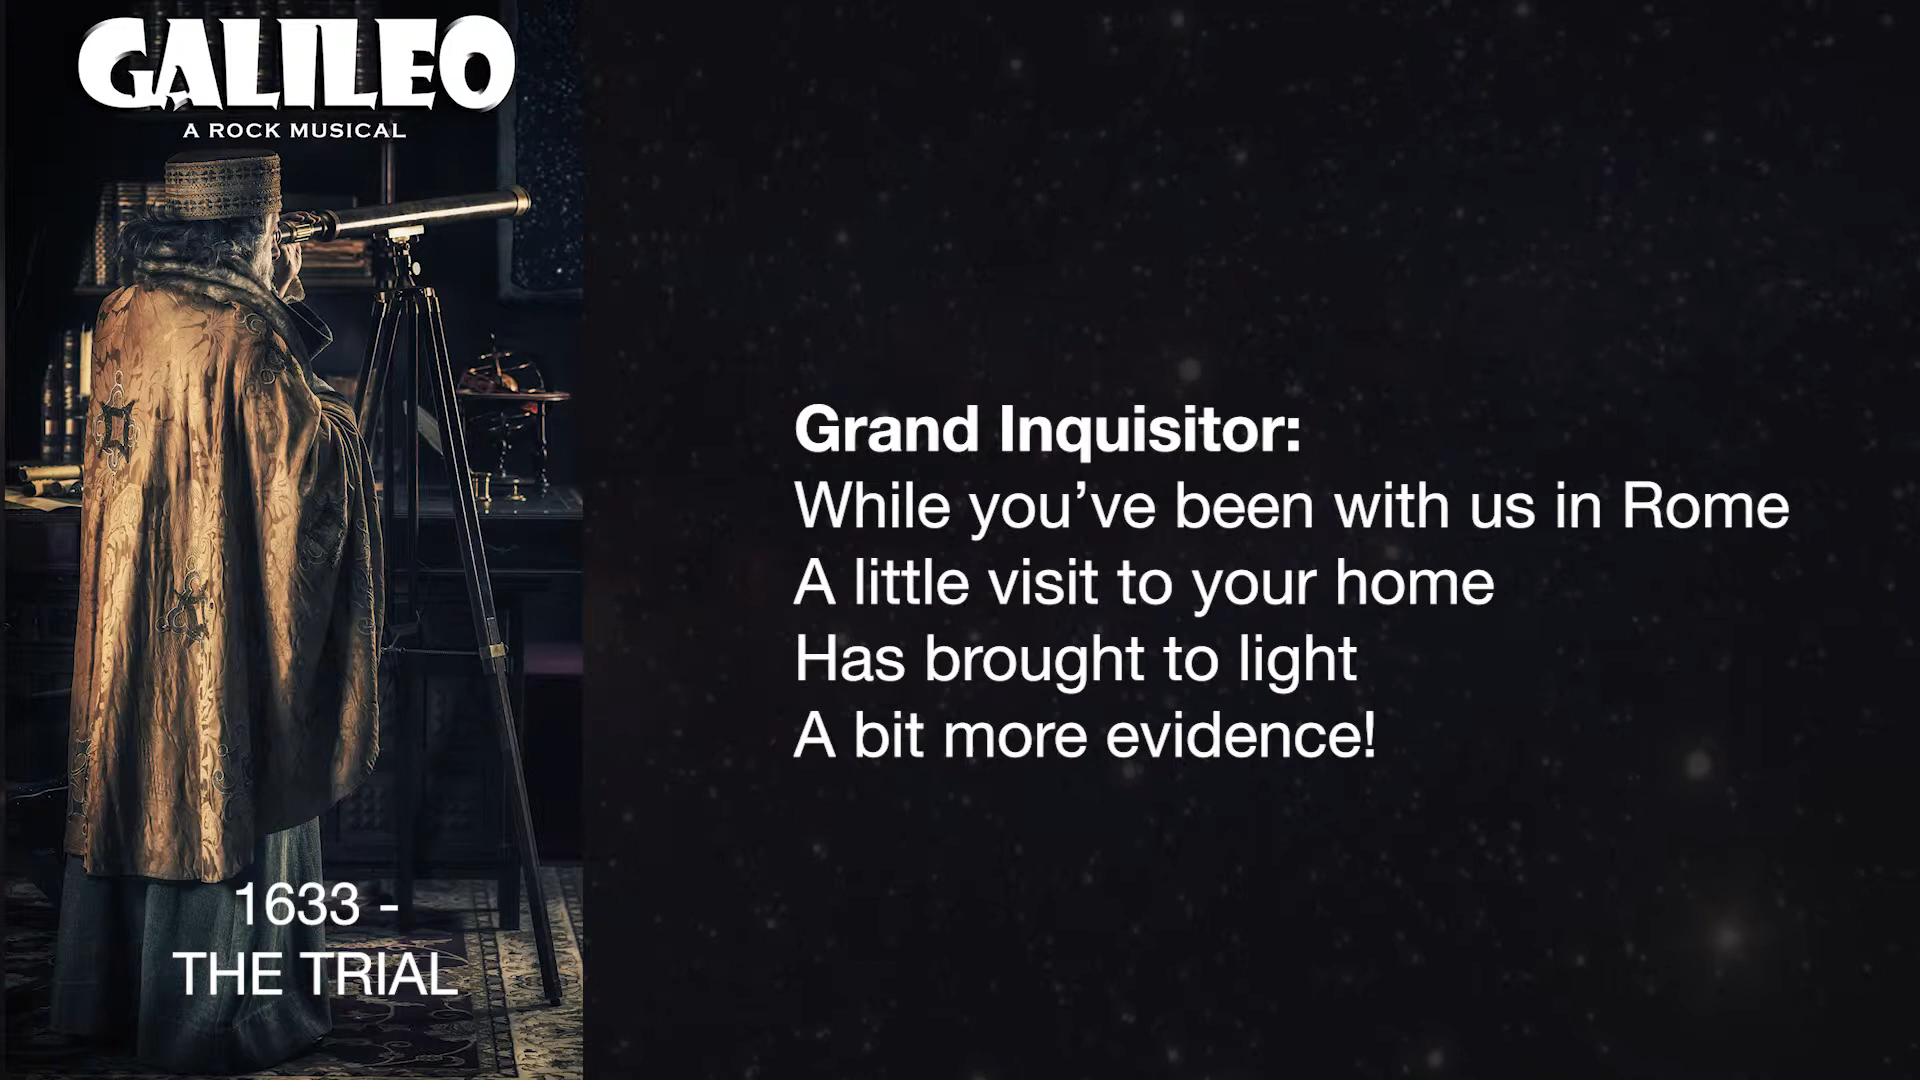 GALILEO
A ROCK MUSICAL
1633 -
THE TRIAL
Grand Inquisitor:
While you’ve been with us in Rome
A little visit to your home
Has brought to light
A bit more evidence!